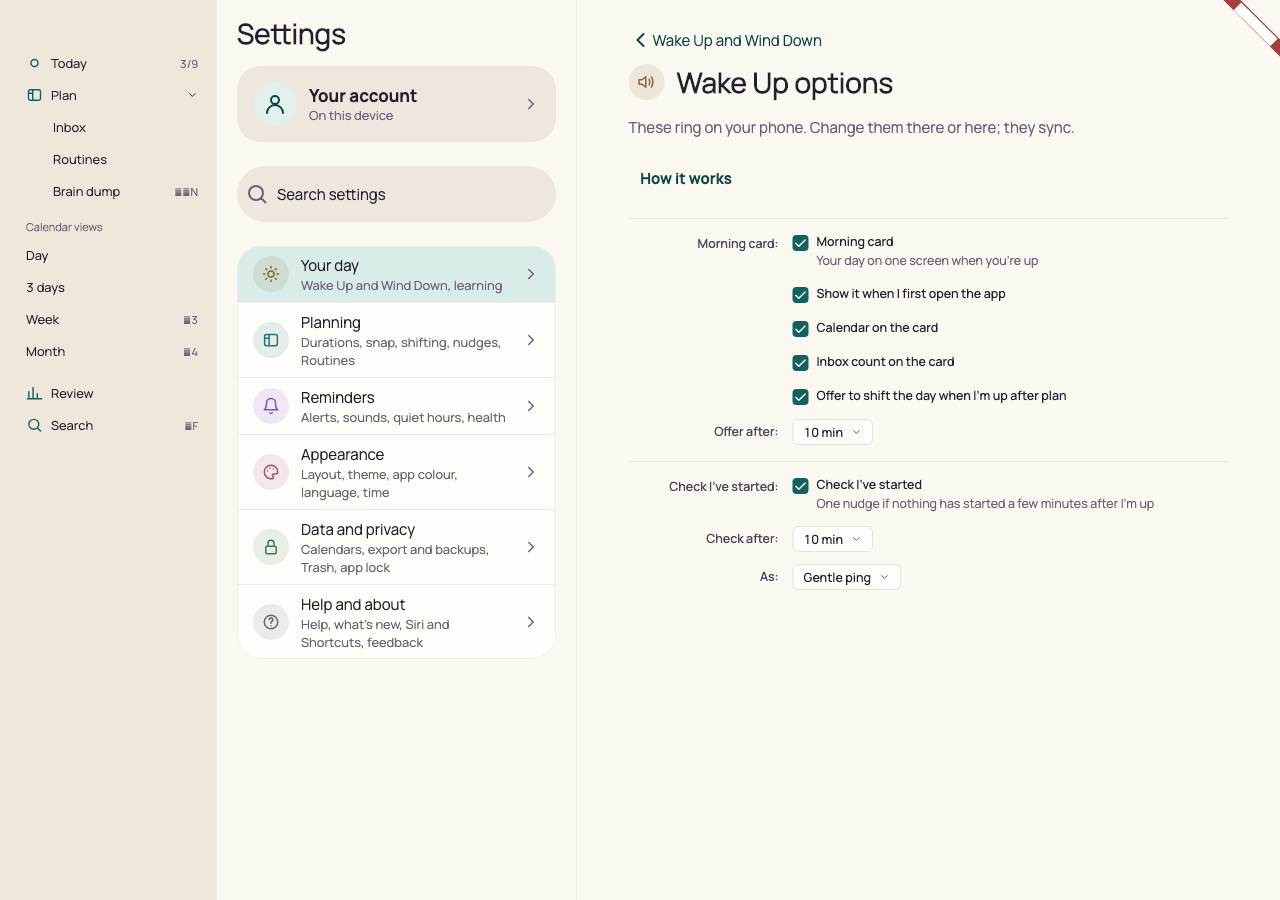 Today
3/9
Plan
Inbox
Routines
Brain dump
N
Calendar views
Day
3 days
Week
3
Month
4
Review
Search
F
Settings
Your account
On this device
Search settings
Your day
Wake Up and Wind Down, learning
Planning
Durations, snap, shifting, nudges,
Routines
Reminders
Alerts, sounds, quiet hours, health
Appearance
Layout, theme, app colour,
language, time
Data and privacy
Calendars, export and backups,
Trash, app lock
Help and about
Help, what's new, Siri and
Shortcuts, feedback
Wake Up and Wind Down
Wake Up options
These ring on your phone. Change them there or here; they sync.
How it works
Morning card:
Morning card
Your day on one screen when you're up
Show it when I first open the app
Calendar on the card
Inbox count on the card
Offer to shift the day when I'm up after plan
Offer after:
10 min
Check I've started:
Check I've started
One nudge if nothing has started a few minutes after I'm up
Check after:
10 min
As:
Gentle ping